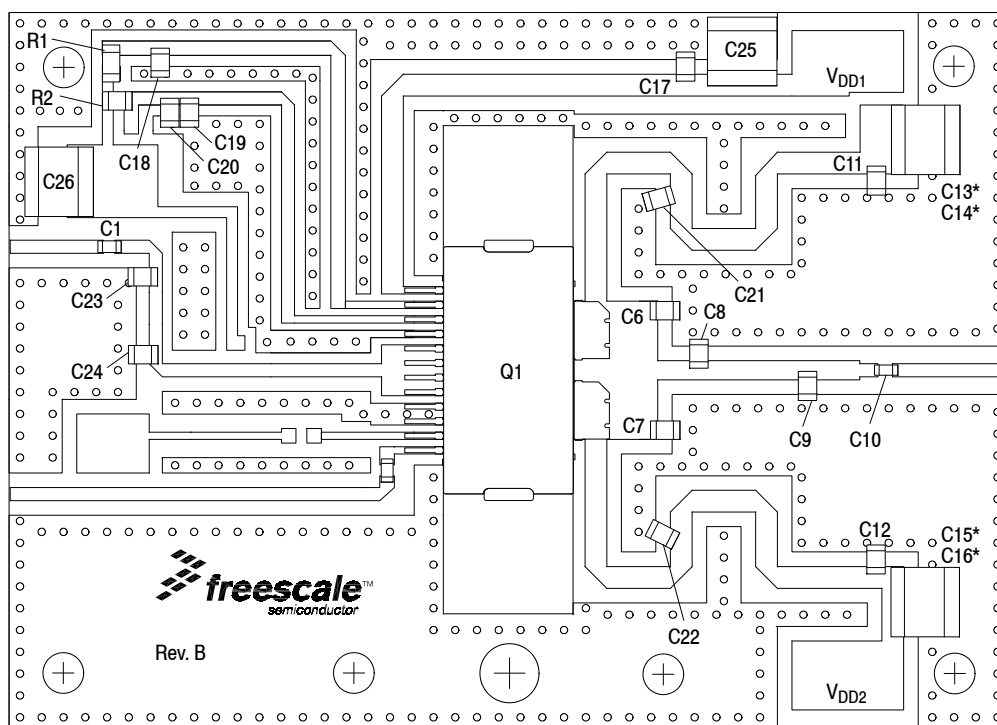 R1
C25
C17
VDD1
R2
C19
C18
C20
C11
C26
C13*
C14*
C1
C23
C21
C6
C8
C24
Q1
C7
C9
C10
C12
C15*
C16*
freescale™
semiconductor
C22
Rev. B
VDD2